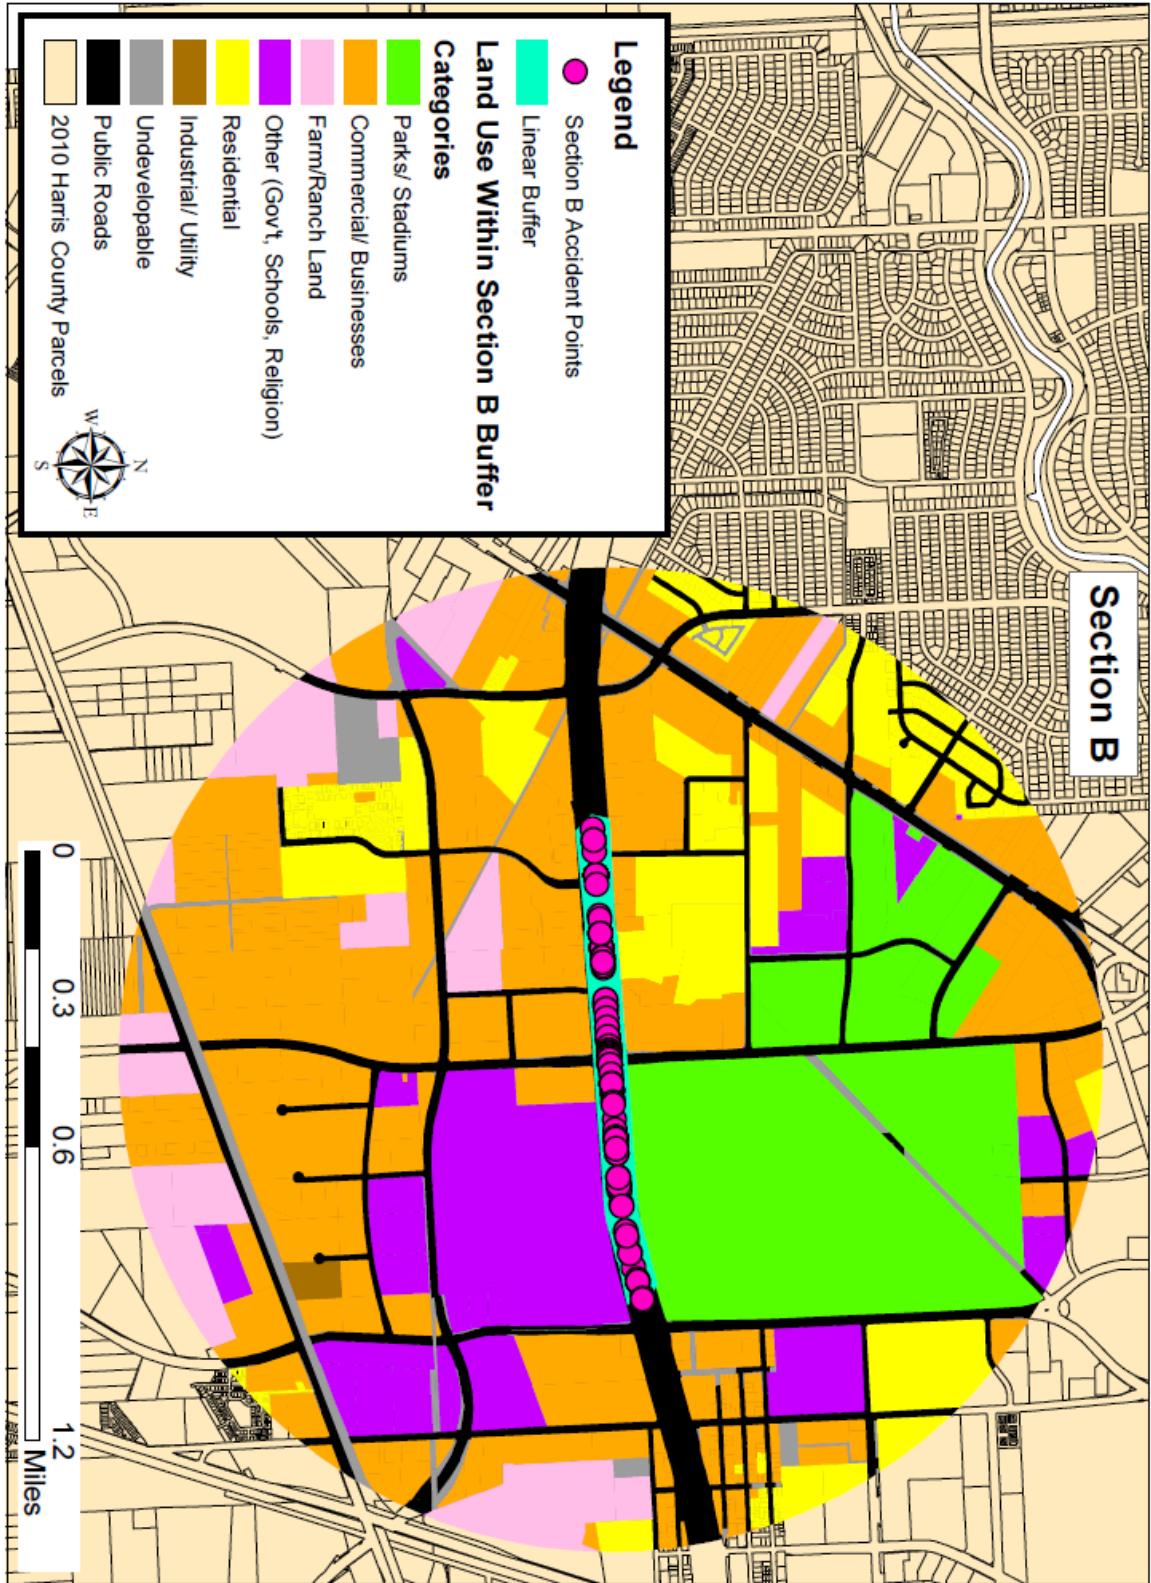 Section B
Legend
Section B Accident Points
Linear Buffer
Land Use Within Section B Buffer
Categories
Parks/ Stadiums
Commercial/ Businesses
Farm/Ranch Land
Other (Gov't, Schools, Religion)
Residential
Industrial/ Utility
Undevelopable
Public Roads
2010 Harris County Parcels
N
W
E
S
0 0.3 0.6 1.2
Miles